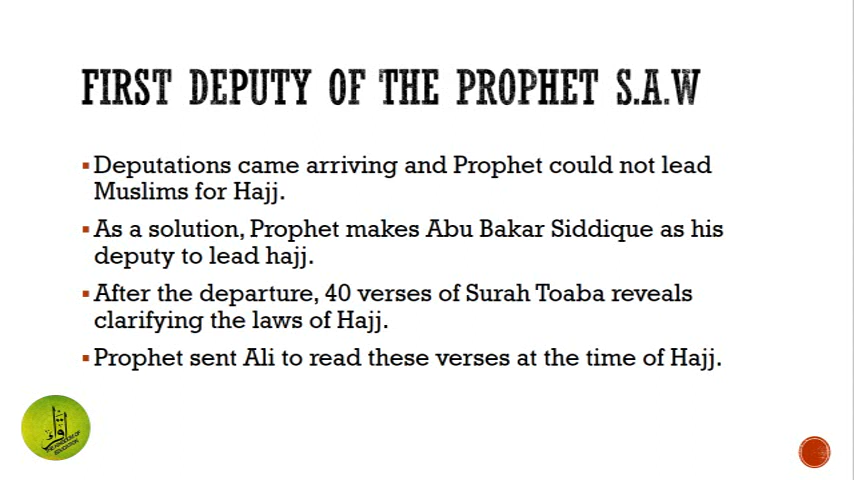 FIRST DEPUTY OF THE PROPHET S.A.W
▪Deputations came arriving and Prophet could not lead
Muslims for Hajj.
▪As a solution, Prophet makes Abu Bakar Siddique as his
deputy to lead hajj.
▪After the departure, 40 verses of Surah Toaba reveals
clarifying the laws of Hajj.
▪Prophet sent Ali to read these verses at the time of Hajj.